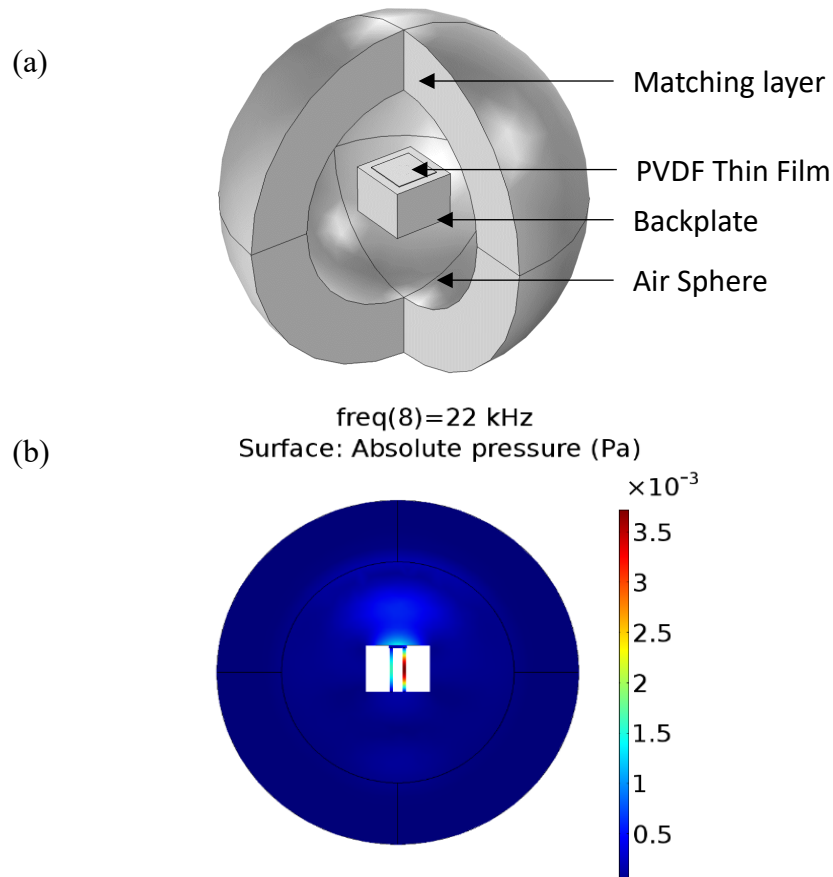 (a)
Matching layer
PVDF Thin Film
Backplate
Air Sphere
(b)
freq(8)=22 kHz
Surface: Absolute pressure (Pa)
×10⁻³
3.5
3
2.5
2
1.5
1
0.5